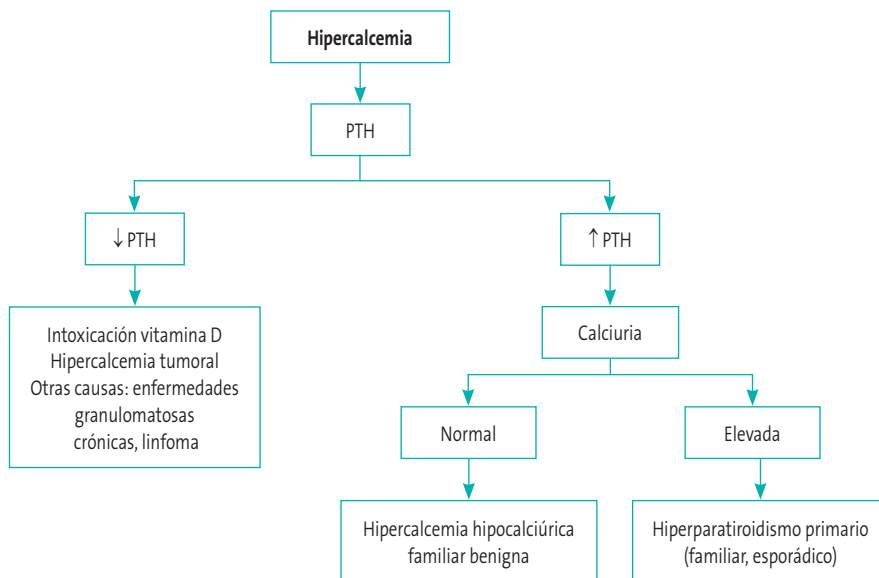 Hipercalcemia
PTH
↓ PTH
↑ PTH
Intoxicación vitamina D
Hipercalcemia tumoral
Otras causas: enfermedades
granulomatosas
crónicas, linfoma
Calciuria
Normal
Elevada
Hipercalcemia hipocalciúrica
familiar benigna
Hiperparatiroidismo primario
(familiar, esporádico)